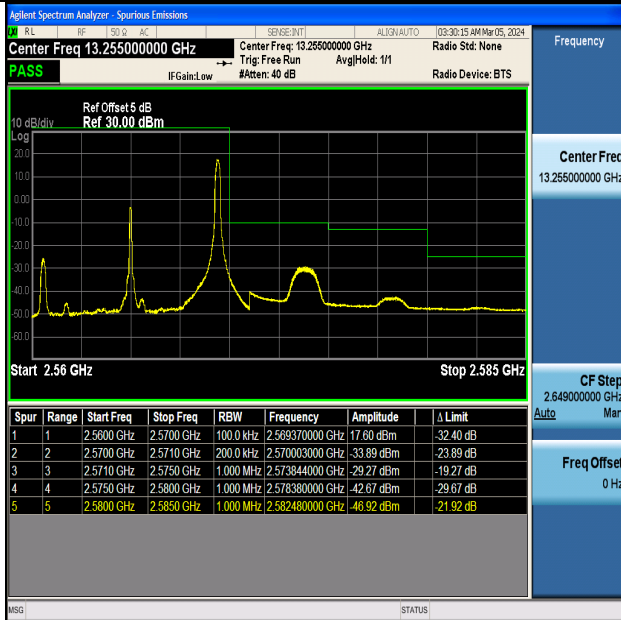 Agilent Spectrum Analyzer - Spurious Emissions
RL RF 50 Ω AC SENSE:INT ALIGN AUTO 03:30:15 AM Mar 05, 2024
Center Freq 13.255000000 GHz
Center Freq: 13.255000000 GHz
Radio Std: None
Trig: Free Run Avg|Hold: 1/1
PASS
IFGain:Low
#Atten: 40 dB
Radio Device: BTS
Ref Offset 5 dB
10 dB/div Ref 30.00 dBm
Log
20.0
10.0
0.00
-10.0
-20.0
-30.0
-40.0
-50.0
-60.0
Start 2.56 GHz Stop 2.585 GHz
Spur Range Start Freq Stop Freq RBW Frequency Amplitude Δ Limit
1 1 2.5600 GHz 2.5700 GHz 100.0 kHz 2.569370000 GHz 17.60 dBm -32.40 dB
2 2 2.5700 GHz 2.5710 GHz 200.0 kHz 2.570003000 GHz -33.89 dBm -23.89 dB
3 3 2.5710 GHz 2.5750 GHz 1.000 MHz 2.573844000 GHz -29.27 dBm -19.27 dB
4 4 2.5750 GHz 2.5800 GHz 1.000 MHz 2.578380000 GHz -42.67 dBm -29.67 dB
5 5 2.5800 GHz 2.5850 GHz 1.000 MHz 2.582480000 GHz -46.92 dBm -21.92 dB
MSG STATUS
Frequency
Center Freq
13.255000000 GHz
CF Step
2.649000000 GHz
Auto Man
Freq Offset
0 Hz